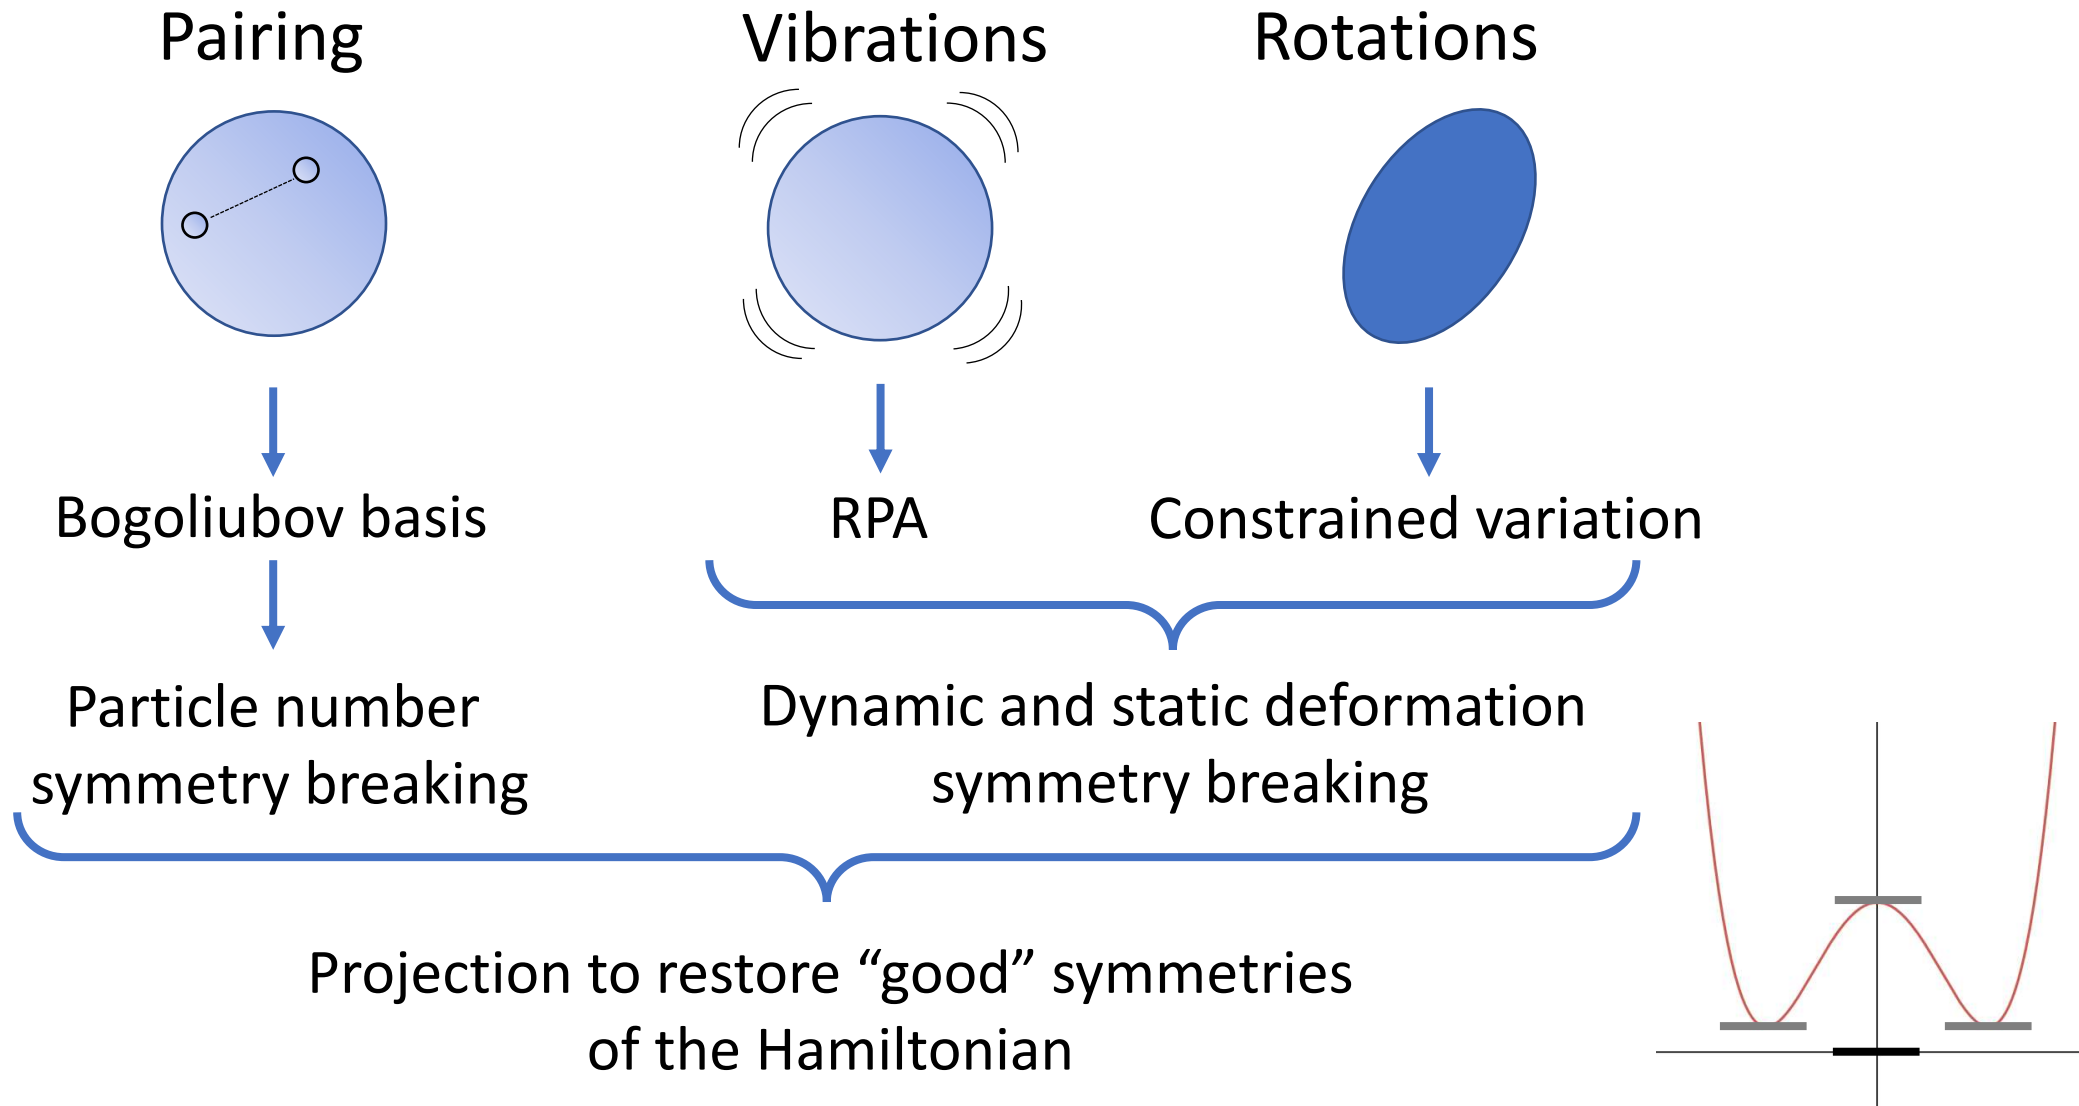 Pairing
Vibrations
Rotations
Bogoliubov basis
RPA
Constrained variation
Particle number
symmetry breaking
Dynamic and static deformation
symmetry breaking
Projection to restore “good” symmetries
of the Hamiltonian